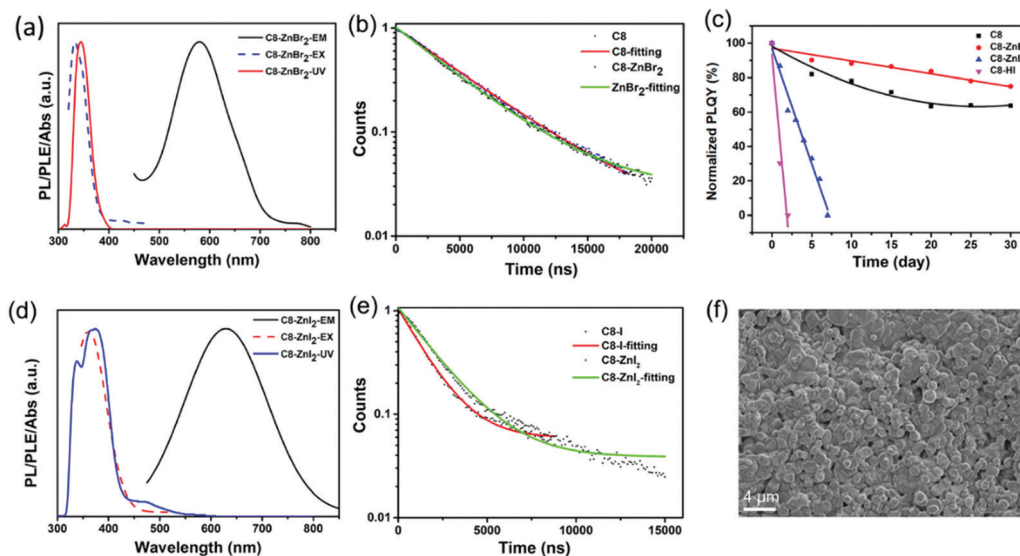 (a)
C8-ZnBr2-EM
C8-ZnBr2-EX
C8-ZnBr2-UV
PL/PLE/Abs (a.u.)
300 400 500 600 700 800
Wavelength (nm)
(b)
C8
C8-fitting
C8-ZnBr2
ZnBr2-fitting
Counts
1
0.1
0.01
0 5000 10000 15000 20000
Time (ns)
(c)
C8
C8-ZnI
C8-HI
Normalized PLQY (%)
100
80
60
40
20
0
0 5 10 15 20 25 30
Time (day)
(d)
C8-ZnI2-EM
C8-ZnI2-EX
C8-ZnI2-UV
PL/PLE/Abs (a.u.)
300 400 500 600 700 800
Wavelength (nm)
(e)
C8-I
C8-I-fitting
C8-ZnI2
C8-ZnI2-fitting
Counts
1
0.1
0.01
0 5000 10000 15000
Time (ns)
(f)
4 μm